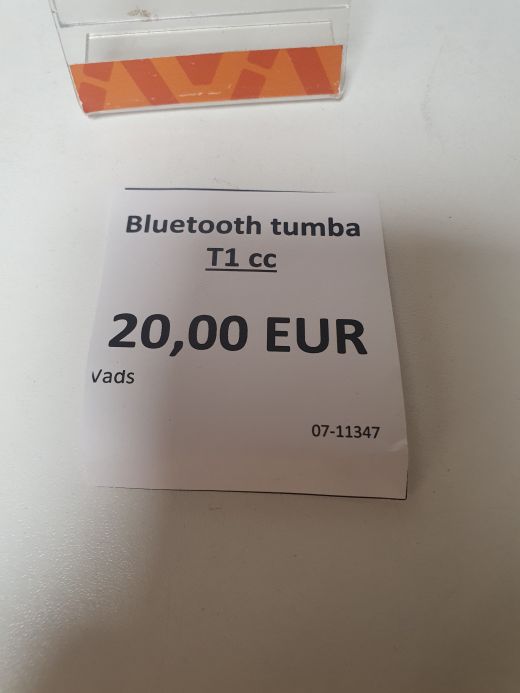 Bluetooth tumba
T1 cc
20,00 EUR
Vads
07-11347